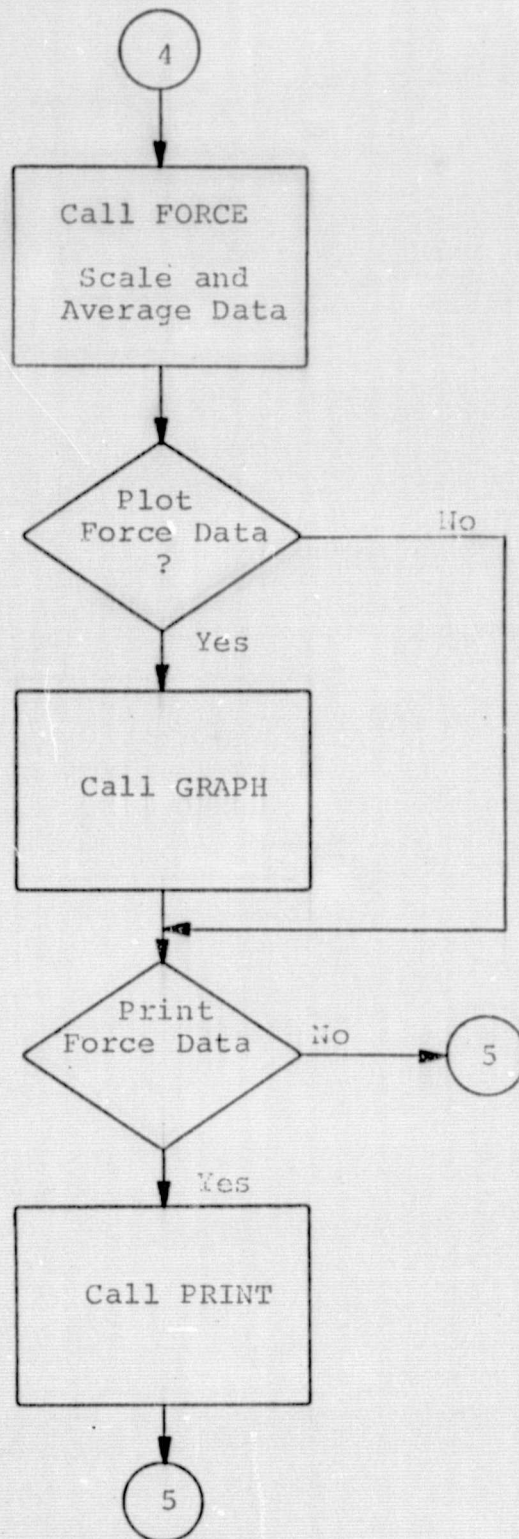 4
Call FORCE
Scale and
Average Data
Plot
Force Data
?
No
Yes
Call GRAPH
Print
Force Data
No
5
Yes
Call PRINT
5